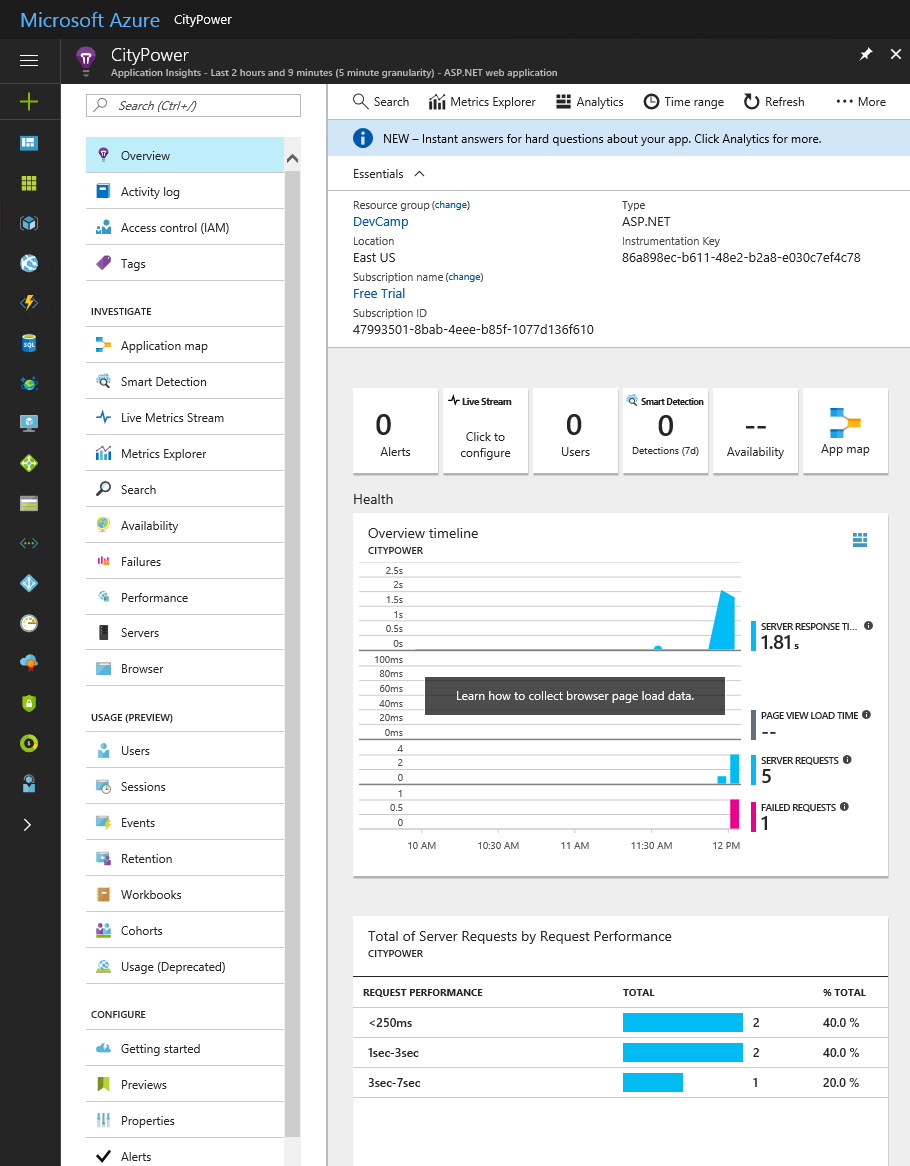 Microsoft Azure CityPower
CityPower
Application Insights - Last 2 hours and 9 minutes (5 minute granularity) - ASP.NET web application
Search (Ctrl+/)
Overview
Activity log
Access control (IAM)
Tags
INVESTIGATE
Application map
Smart Detection
Live Metrics Stream
Metrics Explorer
Search
Availability
Failures
Performance
Servers
Browser
USAGE (PREVIEW)
Users
Sessions
Events
Retention
Workbooks
Cohorts
Usage (Deprecated)
CONFIGURE
Getting started
Previews
Properties
Alerts
SQL
Search Metrics Explorer Analytics Time range Refresh ··· More
NEW – Instant answers for hard questions about your app. Click Analytics for more.
Essentials
Resource group (change)
DevCamp
Location
East US
Subscription name (change)
Free Trial
Subscription ID
47993501-8bab-4eee-b85f-1077d136f610
Type
ASP.NET
Instrumentation Key
86a898ec-b611-48e2-b2a8-e030c7ef4c78
0
Alerts
Live Stream
Click to
configure
0
Users
Smart Detection
0
Detections (7d)
--
Availability
App map
Health
Overview timeline
CITYPOWER
2.5s
2s
1.5s
1s
0.5s
0s
SERVER RESPONSE TI...
1.81 s
100ms
80ms
60ms
40ms
20ms
0ms
Learn how to collect browser page load data.
PAGE VIEW LOAD TIME
--
4
2
0
SERVER REQUESTS
5
1
0.5
0
FAILED REQUESTS
1
10 AM 10:30 AM 11 AM 11:30 AM 12 PM
Total of Server Requests by Request Performance
CITYPOWER
REQUEST PERFORMANCE TOTAL % TOTAL
<250ms 2 40.0 %
1sec-3sec 2 40.0 %
3sec-7sec 1 20.0 %